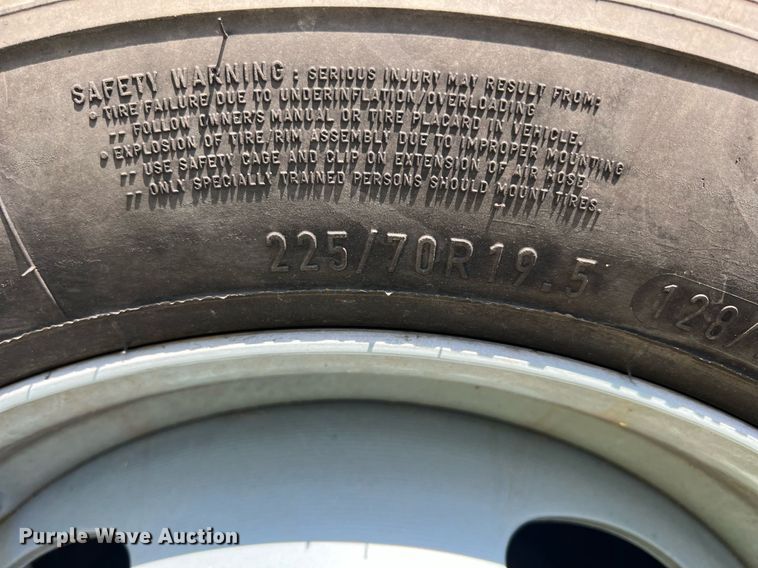 SAFETY WARNING: SERIOUS INJURY MAY RESULT FROM:
• TIRE FAILURE DUE TO UNDERINFLATION/OVERLOADING
-- FOLLOW OWNER'S MANUAL OR TIRE PLACARD IN VEHICLE.
• EXPLOSION OF TIRE/RIM ASSEMBLY DUE TO IMPROPER MOUNTING
-- USE SAFETY CAGE AND CLIP ON EXTENSION OF AIR HOSE
-- ONLY SPECIALLY TRAINED PERSONS SHOULD MOUNT TIRES.
225/70R19.5
128/
Purple Wave Auction